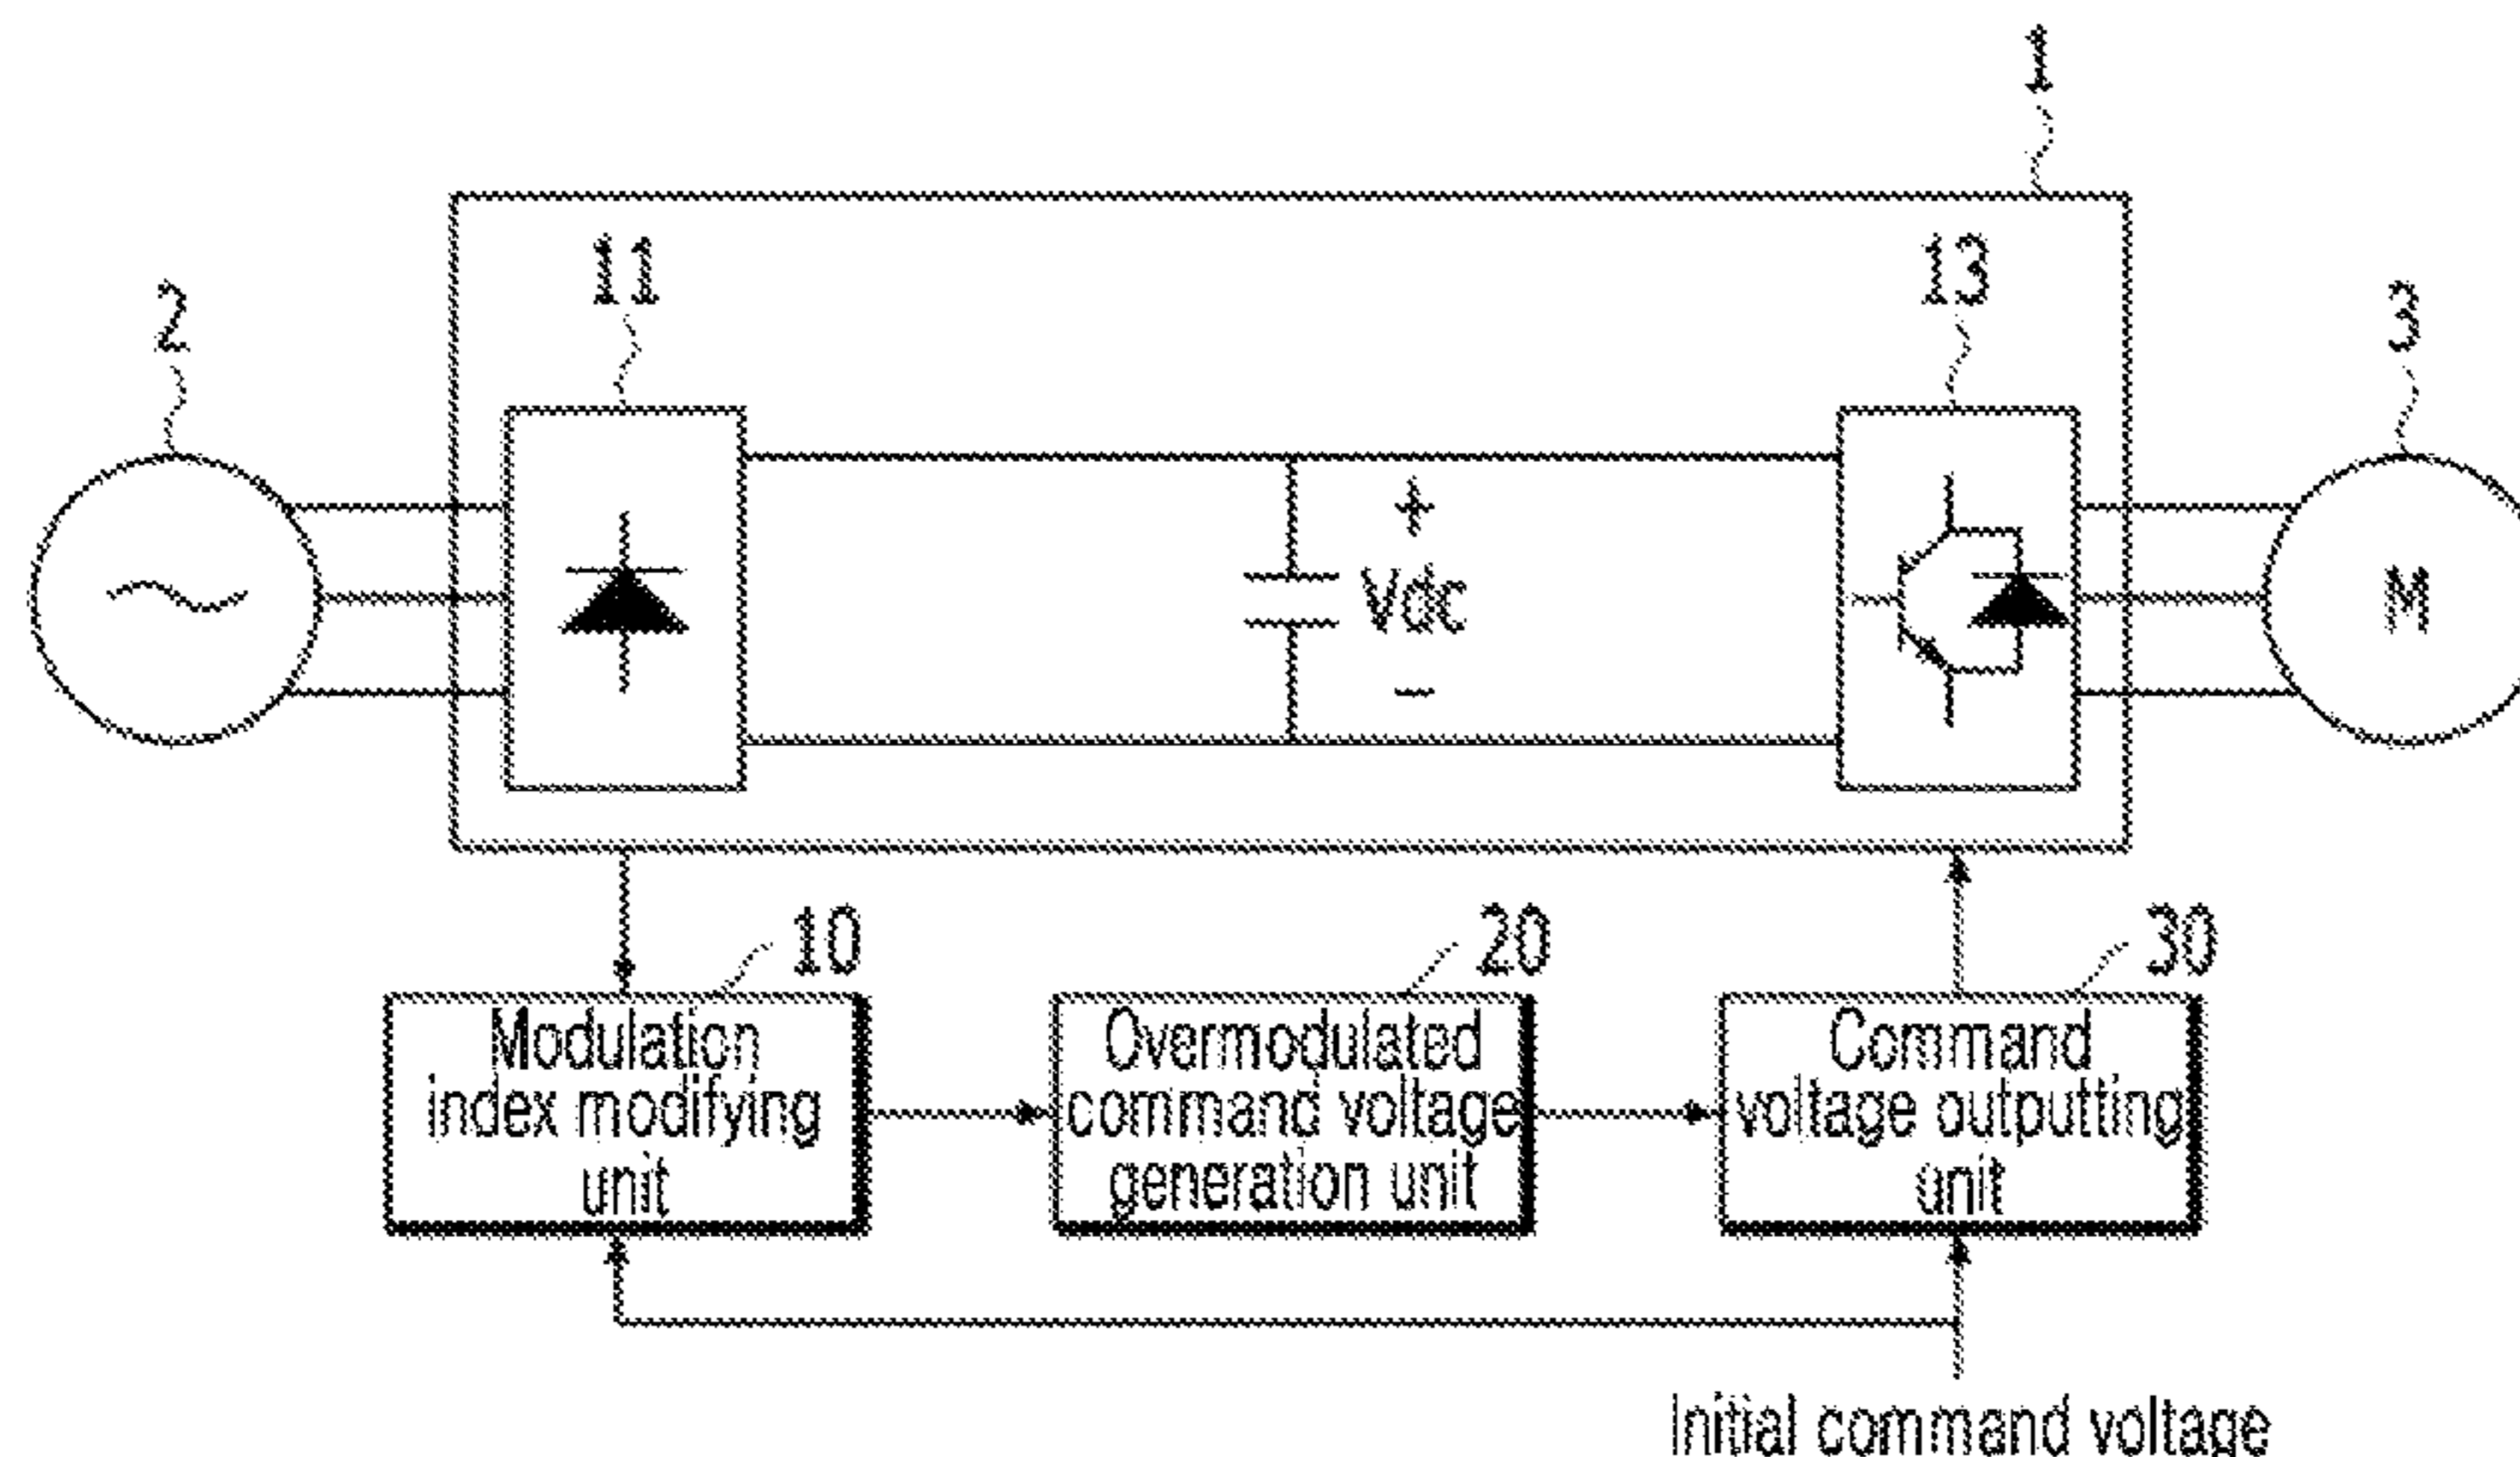 1
11
13
2
3
+
Vdc
−
M
10
20
30
Modulation
index modifying
unit
Overmodulated
command voltage
generation unit
Command
voltage outputting
unit
Initial command voltage